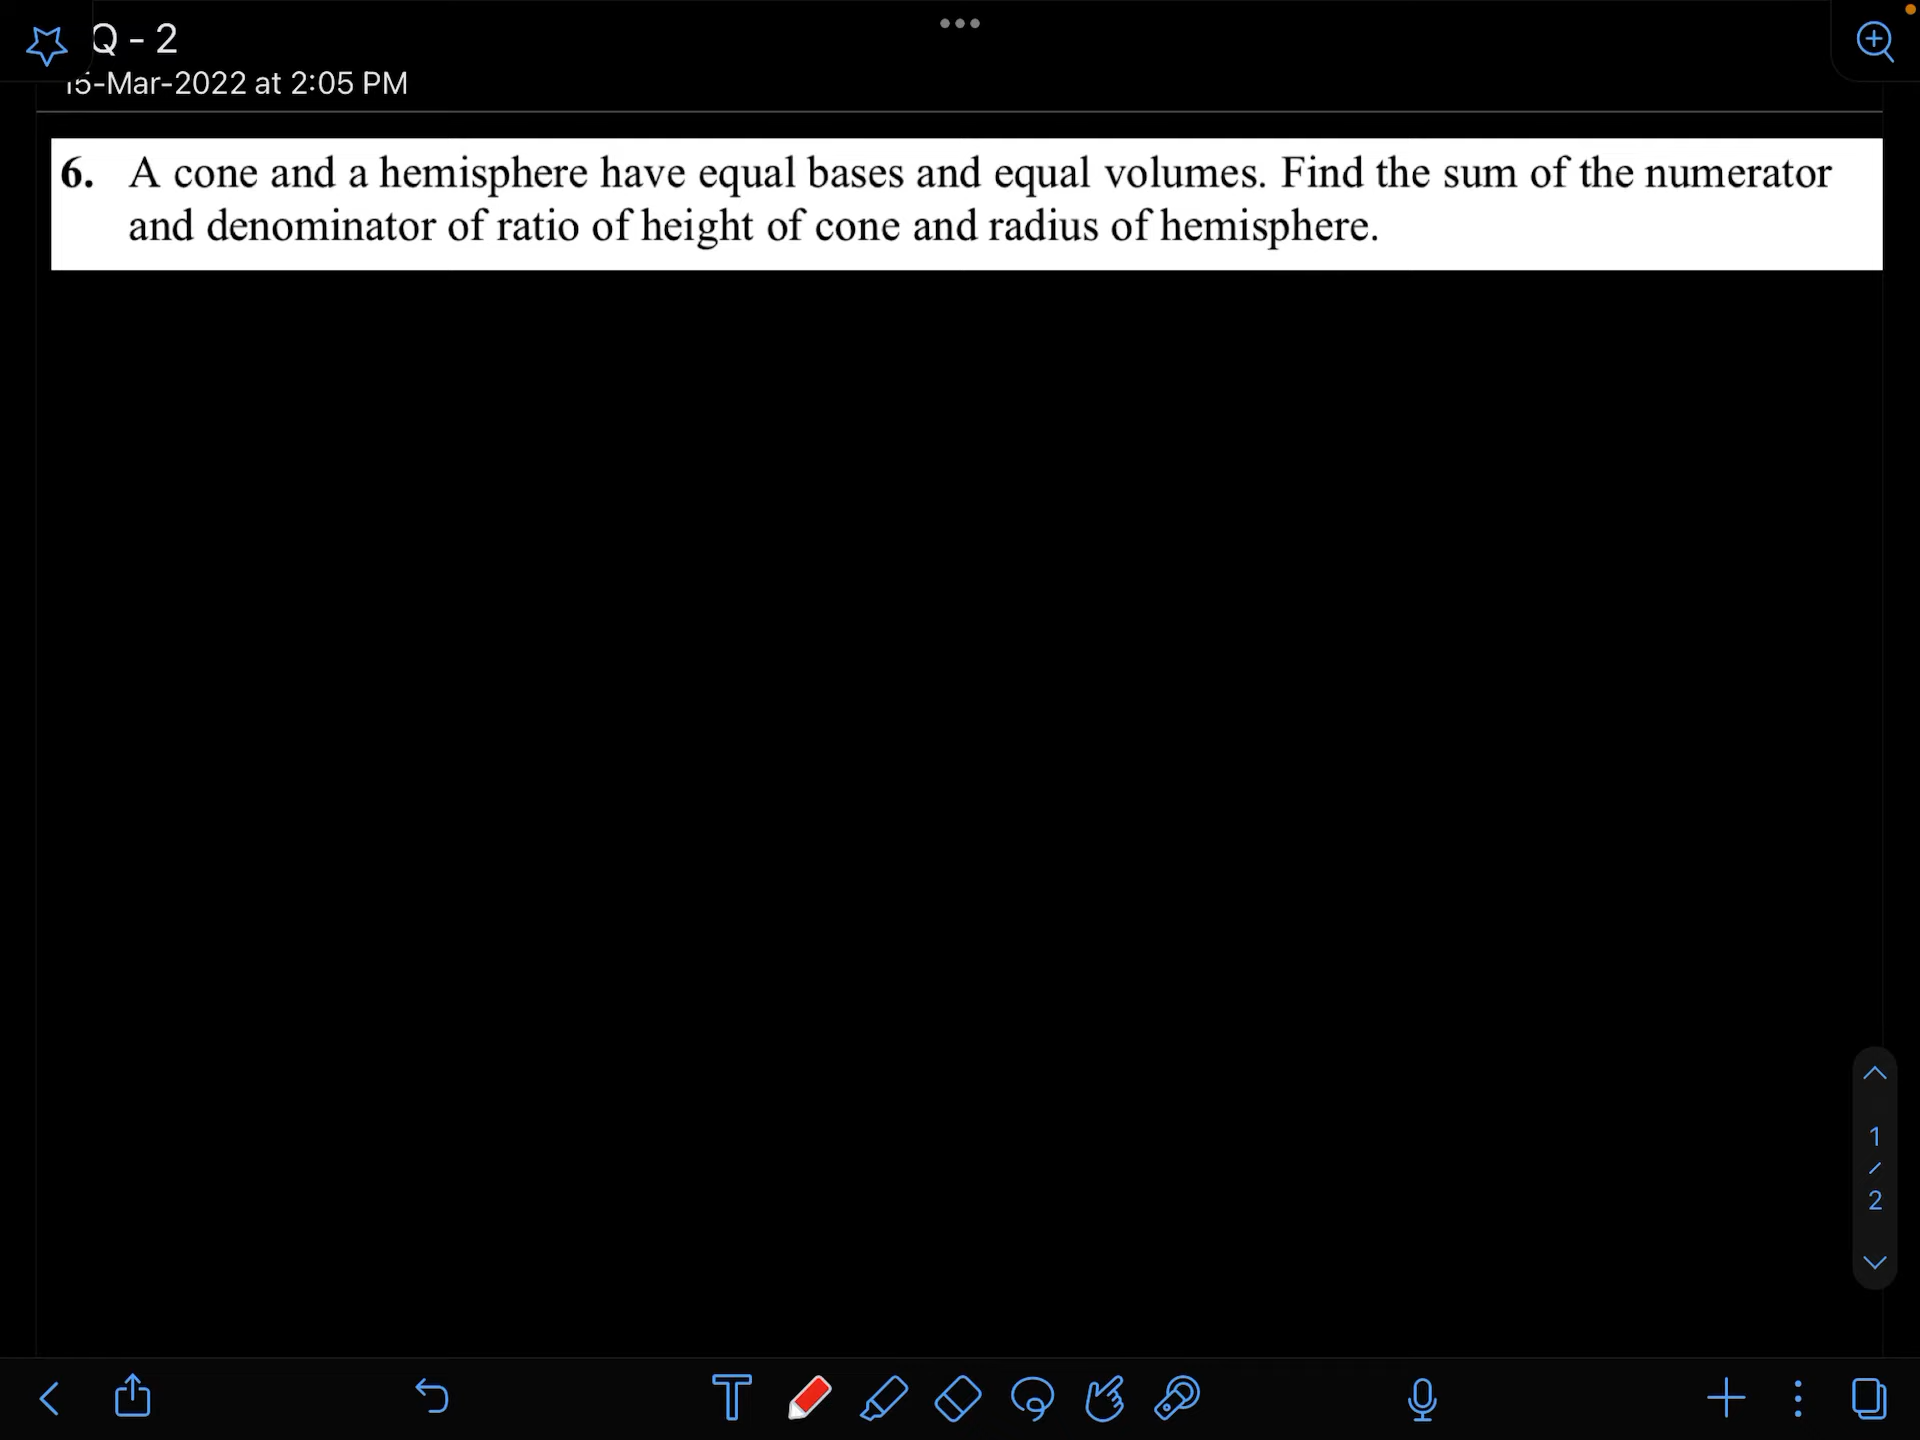 Q - 2
15-Mar-2022 at 2:05 PM
6. A cone and a hemisphere have equal bases and equal volumes. Find the sum of the numerator
and denominator of ratio of height of cone and radius of hemisphere.
1
/
2